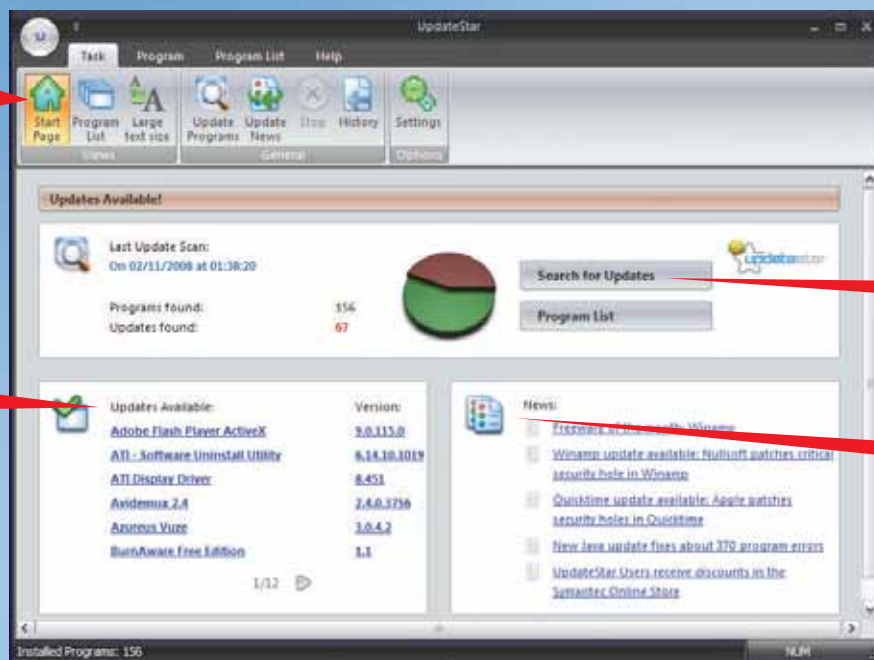 UpdateStar
Task Program Program List Help
Start Page
Program List
Large text size
Update Programs
Update News
Stop
History
Settings
Views
General
Options
Updates Available!
Last Update Scan:
On 02/11/2008 at 01:38:20
Programs found: 156
Updates found: 67
Search for Updates
Program List
updatestar
Updates Available: Version:
Adobe Flash Player ActiveX 9.0.115.0
ATI - Software Uninstall Utility 6.14.10.1019
ATI Display Driver 8.451
Avidemux 2.4 2.4.0.3756
Azureus Vuze 3.0.4.2
BurnAware Free Edition 1.1
1/12
News:
Freeware of the month: Winamp
Winamp update available: Nullsoft patches critical
security hole in Winamp
Quicktime update available: Apple patches
security holes in Quicktime
New Java update fixes about 370 program errors
UpdateStar Users receive discounts in the
Symantec Online Store
Installed Programs: 156
NUM